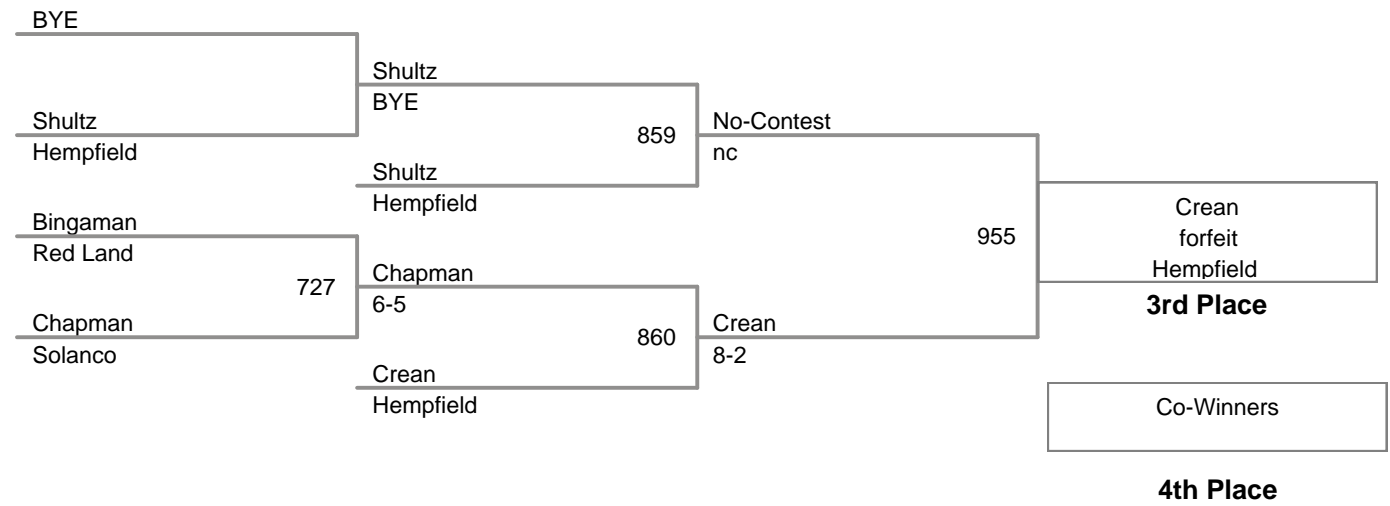 BYE
Shultz
BYE
Shultz
Hempfield
859
No-Contest
nc
Shultz
Hempfield
Bingaman
Red Land
727
Chapman
6-5
Chapman
Solanco
860
Crean
8-2
Crean
Hempfield
955
Crean
forfeit
Hempfield
3rd Place
Co-Winners
4th Place